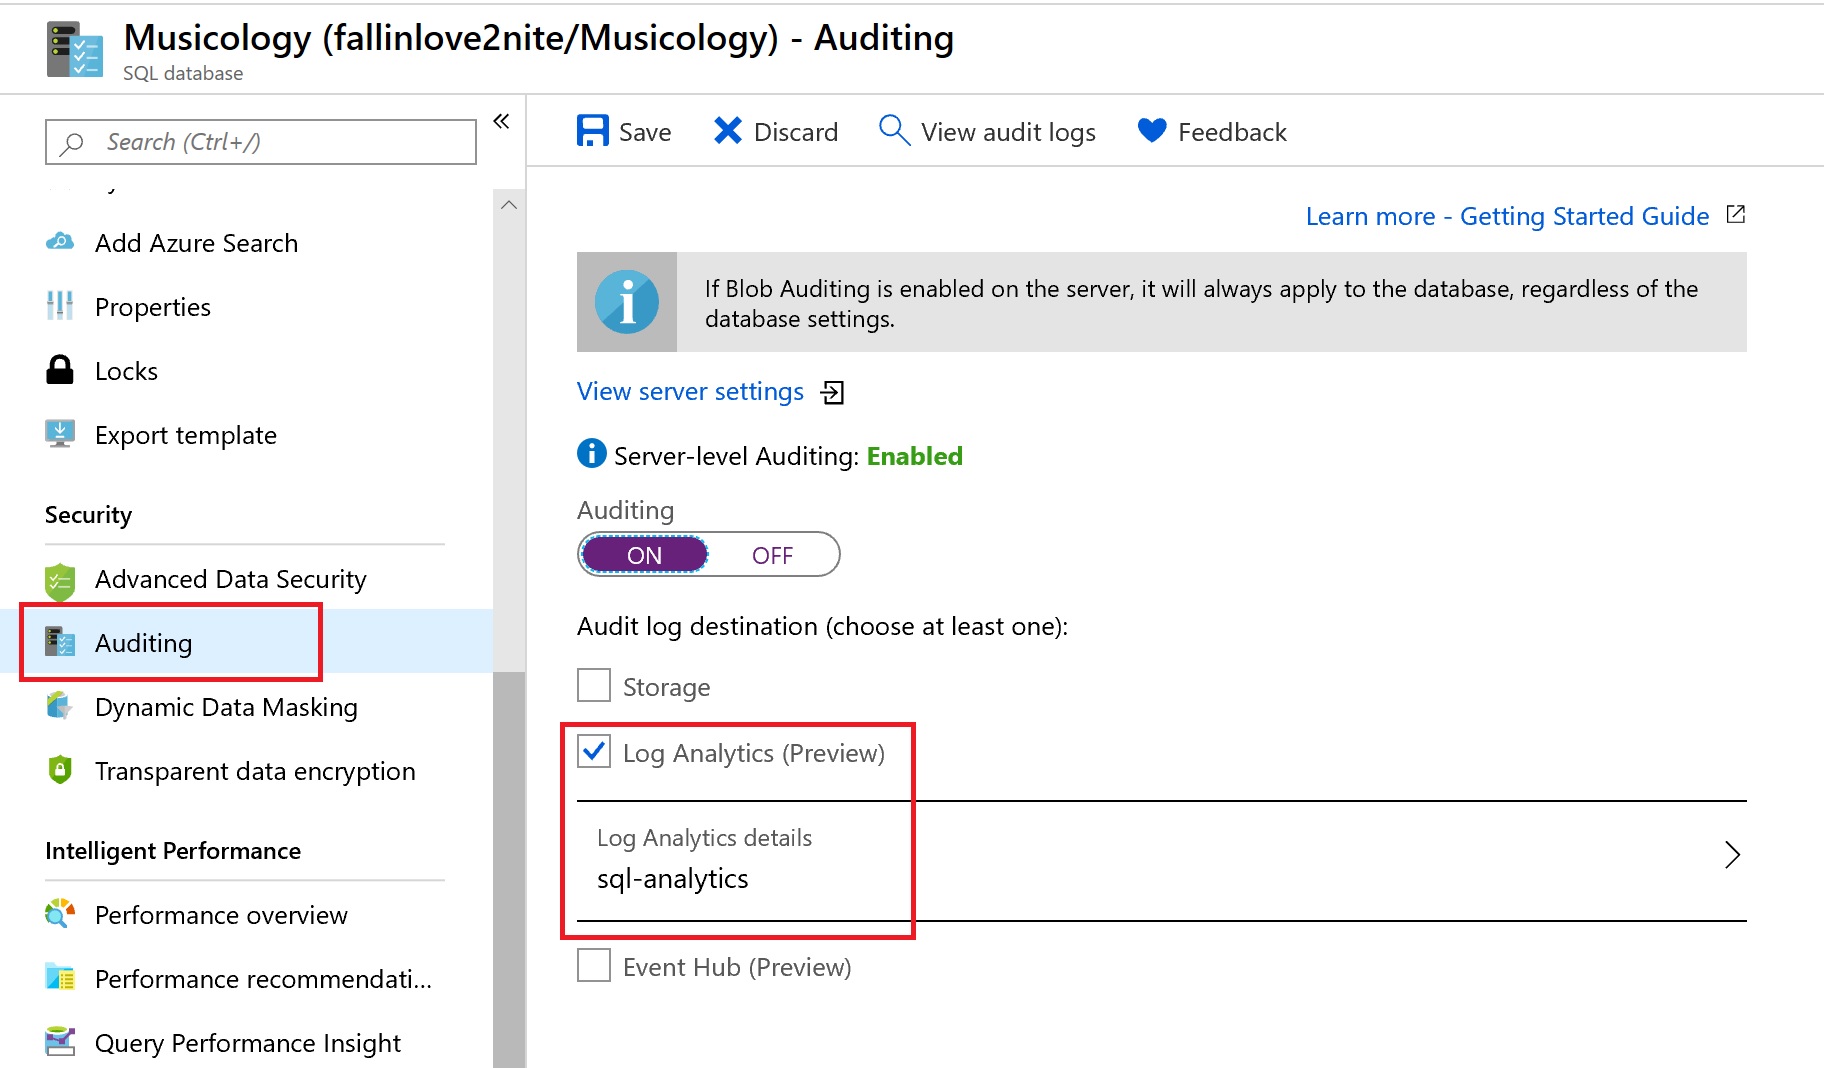 Musicology (fallinlove2nite/Musicology) - Auditing
SQL database
Search (Ctrl+/)
Add Azure Search
Properties
Locks
Export template
Security
Advanced Data Security
Auditing
Dynamic Data Masking
Transparent data encryption
Intelligent Performance
Performance overview
Performance recommendati...
Query Performance Insight
Save
Discard
View audit logs
Feedback
Learn more - Getting Started Guide
If Blob Auditing is enabled on the server, it will always apply to the database, regardless of the
database settings.
View server settings
Server-level Auditing: Enabled
Auditing
ON OFF
Audit log destination (choose at least one):
Storage
Log Analytics (Preview)
Log Analytics details
sql-analytics
Event Hub (Preview)